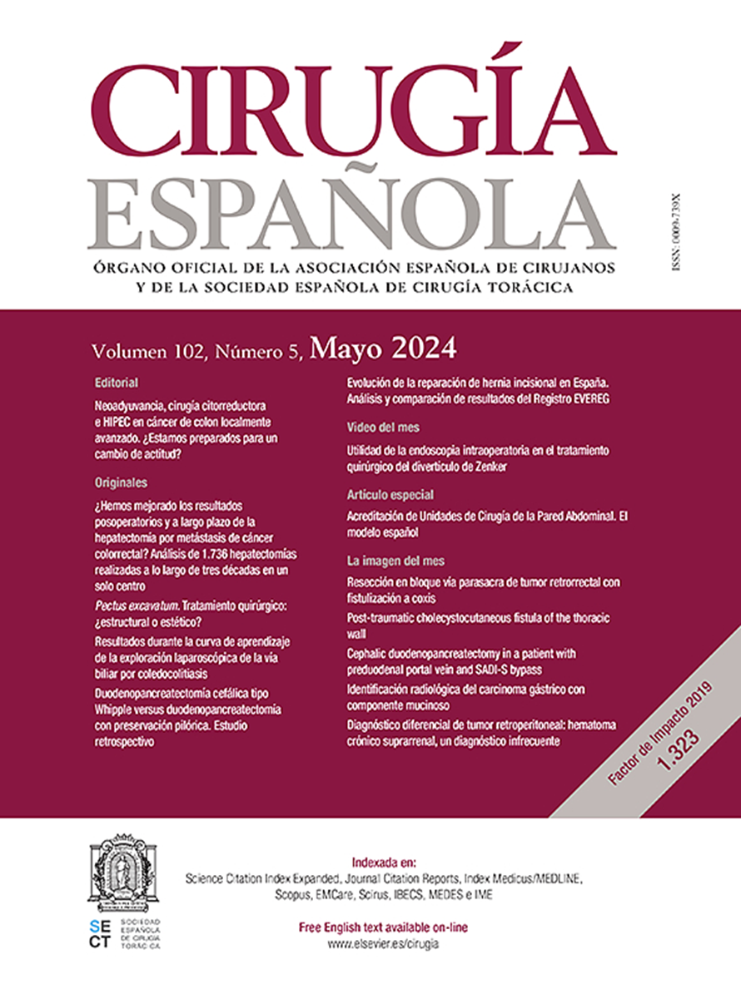 CIRUGÍA
ESPAÑOLA
ISSN: 0009-739X
ÓRGANO OFICIAL DE LA ASOCIACIÓN ESPAÑOLA DE CIRUJANOS
Y DE LA SOCIEDAD ESPAÑOLA DE CIRUGÍA TORÁCICA
Volumen 102, Número 5, Mayo 2024
Editorial
Neoadyuvancia, cirugía citorreductora
e HIPEC en cáncer de colon localmente
avanzado. ¿Estamos preparados para un
cambio de actitud?
Originales
¿Hemos mejorado los resultados
posoperatorios y a largo plazo de la
hepatectomía por metástasis de cáncer
colorrectal? Análisis de 1.736 hepatectomías
realizadas a lo largo de tres décadas en un
solo centro
Pectus excavatum. Tratamiento quirúrgico:
¿estructural o estético?
Resultados durante la curva de aprendizaje
de la exploración laparoscópica de la vía
biliar por coledocolitiasis
Duodenopancreatectomía cefálica tipo
Whipple versus duodenopancreatectomía
con preservación pilórica. Estudio
retrospectivo
Evolución de la reparación de hernia incisional en España.
Análisis y comparación de resultados del Registro EVEREG
Video del mes
Utilidad de la endoscopia intraoperatoria en el tratamiento
quirúrgico del divertículo de Zenker
Artículo especial
Acreditación de Unidades de Cirugía de la Pared Abdominal. El
modelo español
La imagen del mes
Resección en bloque vía parasacra de tumor retrorrectal con
fistulización a coxis
Post-traumatic cholecystocutaneous fistula of the thoracic
wall
Cephalic duodenopancreatectomy in a patient with
preduodenal portal vein and SADI-S bypass
Identificación radiológica del carcinoma gástrico con
componente mucinoso
Diagnóstico diferencial de tumor retroperitoneal: hematoma
crónico suprarrenal, un diagnóstico infrecuente
Factor de Impacto 2019
1.323
Indexada en:
Science Citation Index Expanded, Journal Citation Reports, Index Medicus/MEDLINE,
Scopus, EMCare, Scirus, IBECS, MEDES e IME
Free English text available on-line
www.elsevier.es/cirugia
SE
CT
SOCIEDAD
ESPAÑOLA
DE CIRUGÍA
TORÁCICA